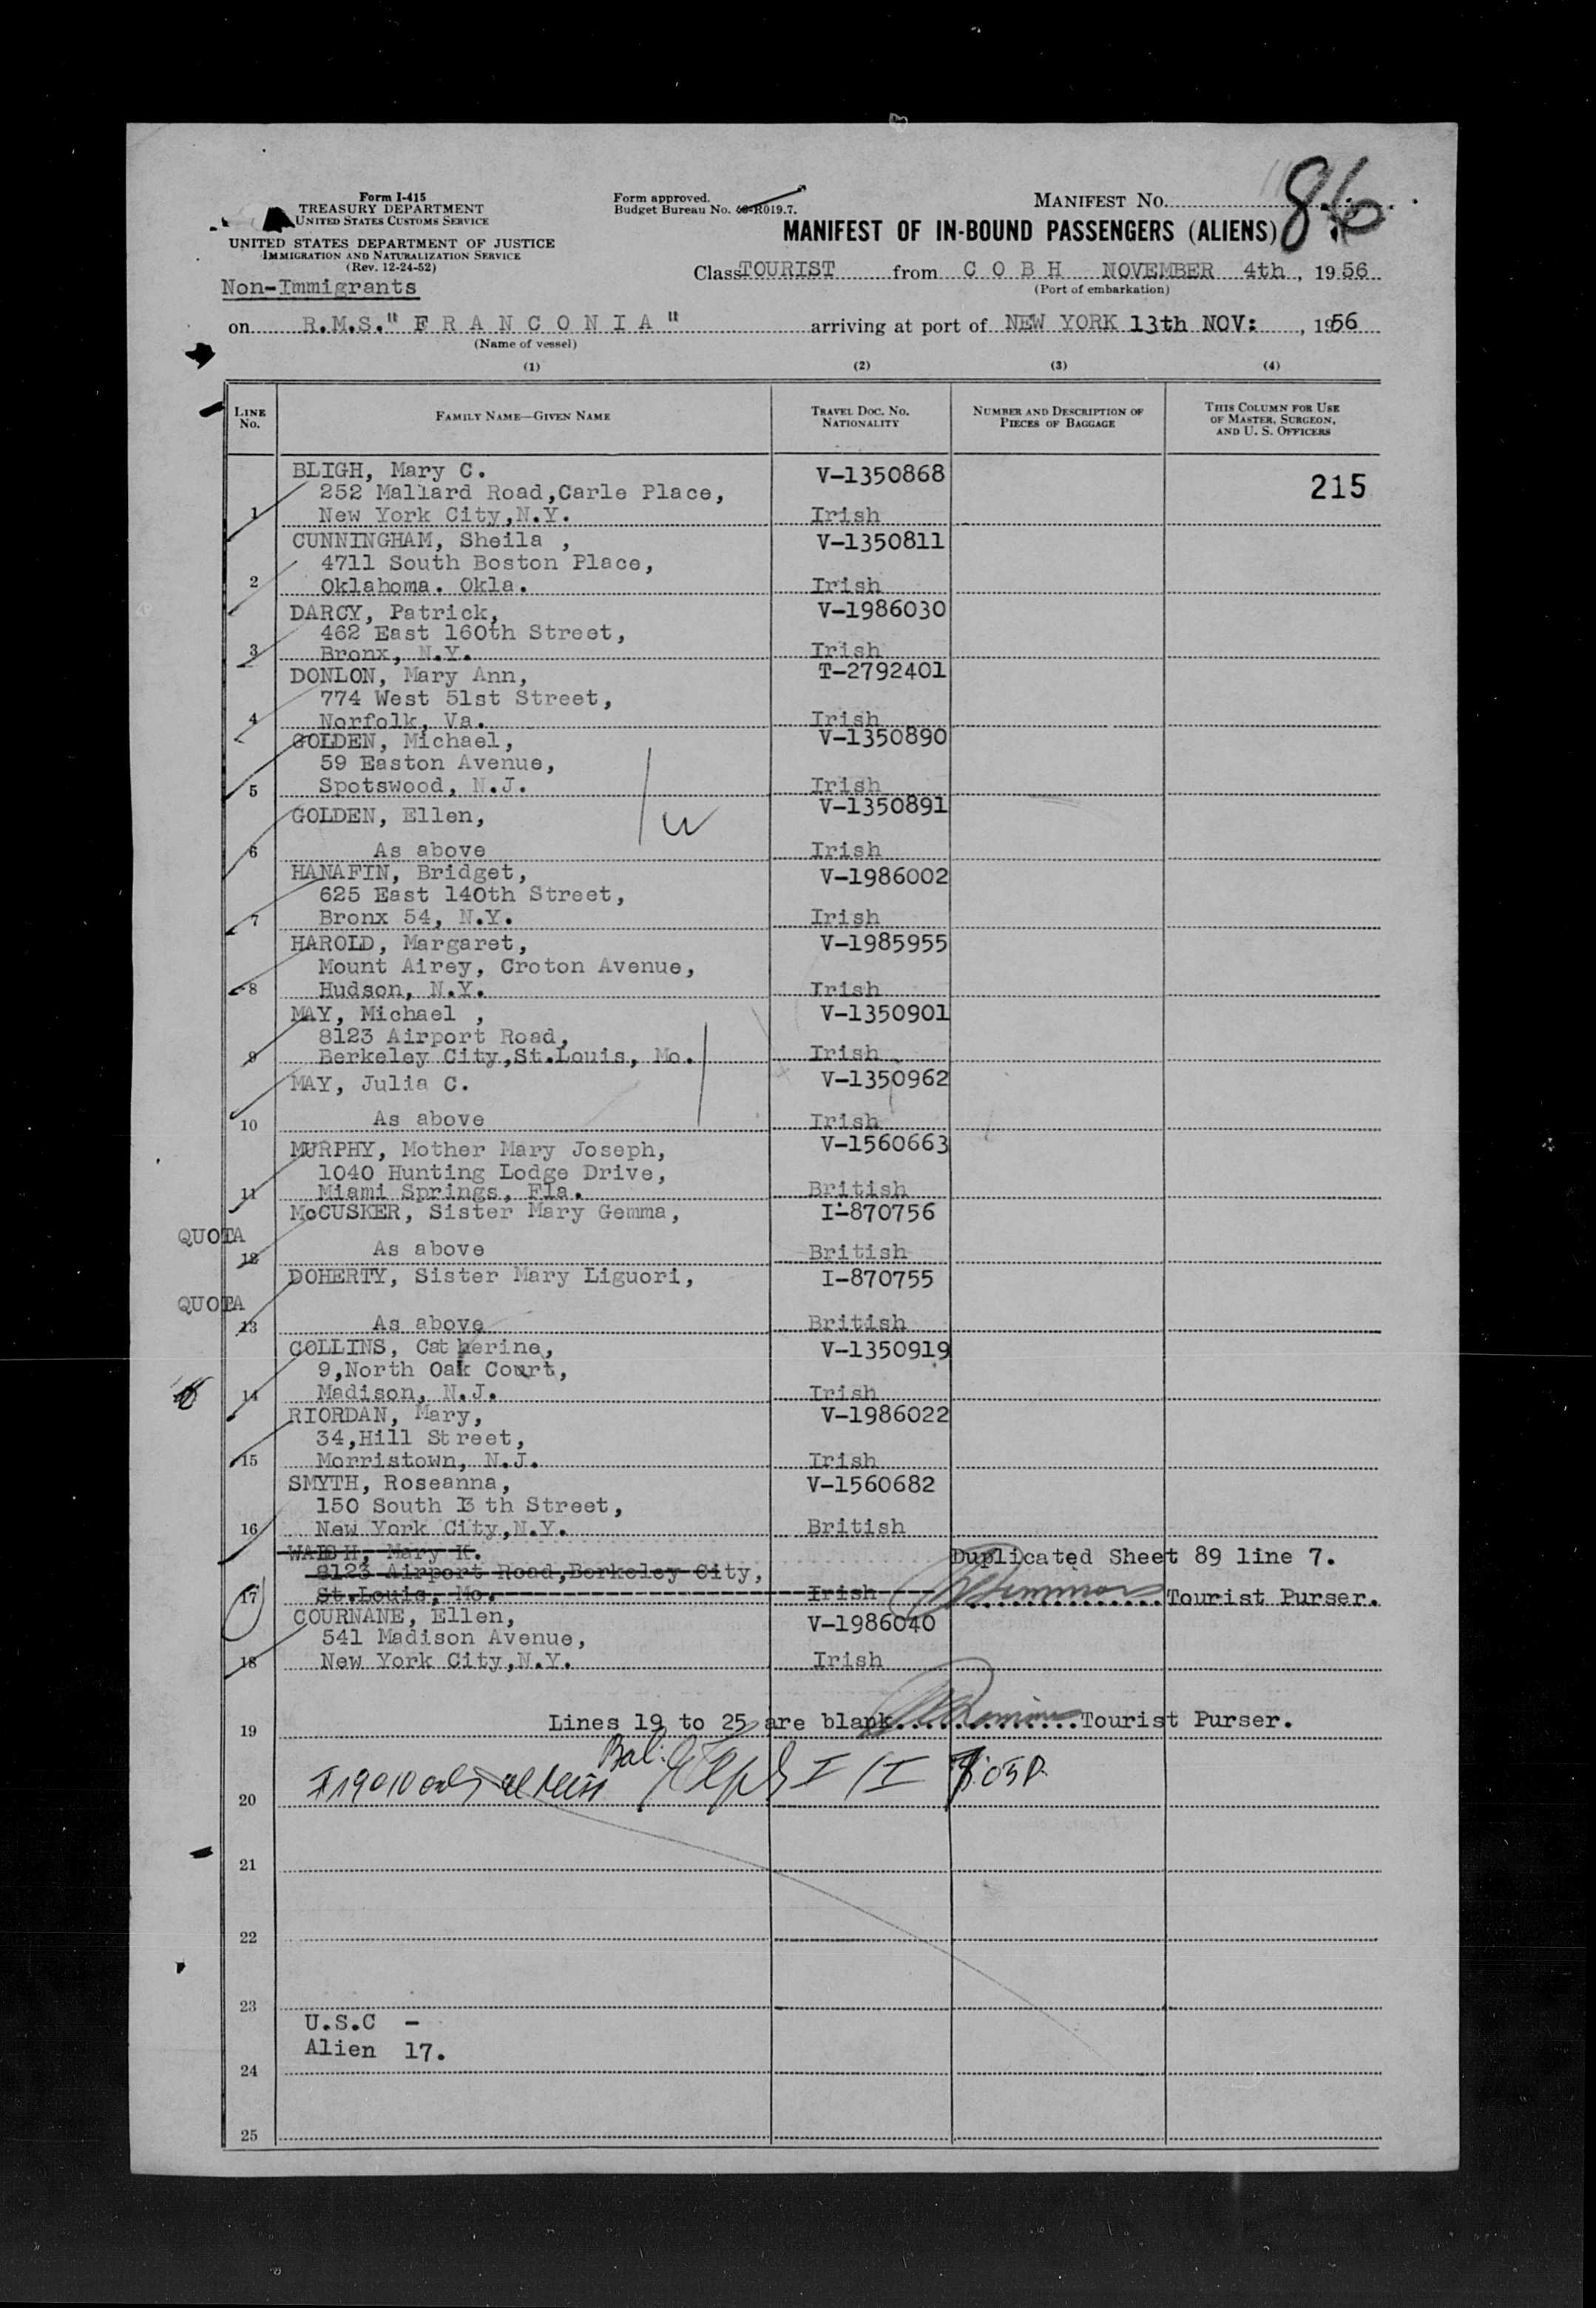 Form I-415
TREASURY DEPARTMENT
UNITED STATES CUSTOMS SERVICE
UNITED STATES DEPARTMENT OF JUSTICE
IMMIGRATION AND NATURALIZATION SERVICE
(Rev. 12-24-52)
Non-Immigrants
Form approved.
Budget Bureau No. 43-R019.7.
MANIFEST No. 86
MANIFEST OF IN-BOUND PASSENGERS (ALIENS)
Class TOURIST from C O B H NOVEMBER 4th, 1956
(Port of embarkation)
on R.M.S." F R A N C O N I A " arriving at port of NEW YORK 13th NOV: , 1956
(Name of vessel)
(1) (2) (3) (4)
LINE No. FAMILY NAME—GIVEN NAME TRAVEL DOC. NO. NATIONALITY NUMBER AND DESCRIPTION OF PIECES OF BAGGAGE THIS COLUMN FOR USE OF MASTER, SURGEON, AND U. S. OFFICERS
BLIGH, Mary C. V-1350868 215
252 Mallard Road,Carle Place,
1 New York City,N.Y. Irish
CUNNINGHAM, Sheila , V-1350811
4711 South Boston Place,
2 Oklahoma. Okla. Irish
DARCY, Patrick, V-1986030
462 East 160th Street,
3 Bronx, N.Y. Irish
DONLON, Mary Ann, T-2792401
774 West 51st Street,
4 Norfolk, Va. Irish
GOLDEN, Michael, V-1350890
59 Easton Avenue,
5 Spotswood, N.J. Irish
GOLDEN, Ellen, V-1350891
6 As above Irish
HANAFIN, Bridget, V-1986002
625 East 140th Street,
7 Bronx 54, N.Y. Irish
HAROLD, Margaret, V-1985955
Mount Airey, Croton Avenue,
8 Hudson, N.Y. Irish
MAY, Michael , V-1350901
8123 Airport Road,
9 Berkeley City,St.Louis, Mo. Irish
MAY, Julia C. V-1350962
10 As above Irish
MURPHY, Mother Mary Joseph, V-1560663
1040 Hunting Lodge Drive,
11 Miami Springs, Fla. British
McCUSKER, Sister Mary Gemma, I-870756
QUOTA
12 As above British
DOHERTY, Sister Mary Liguori, I-870755
QUOTA
13 As above British
COLLINS, Catherine, V-1350919
9,North Oak Court,
14 Madison, N.J. Irish
RIORDAN, Mary, V-1986022
34,Hill Street,
15 Morristown, N.J. Irish
SMYTH, Roseanna, V-1560682
150 South 13 th Street,
16 New York City,N.Y. British
WALSH, Mary K. Duplicated Sheet 89 line 7.
8123 Airport Road,Berkeley City,
17 St.Louis, Mo. Irish Tourist Purser.
COURNANE, Ellen, V-1986040
541 Madison Avenue,
18 New York City,N.Y. Irish
19 Lines 19 to 25 are blank. Tourist Purser.
20
21
22
23
U.S.C -
Alien 17.
24
25